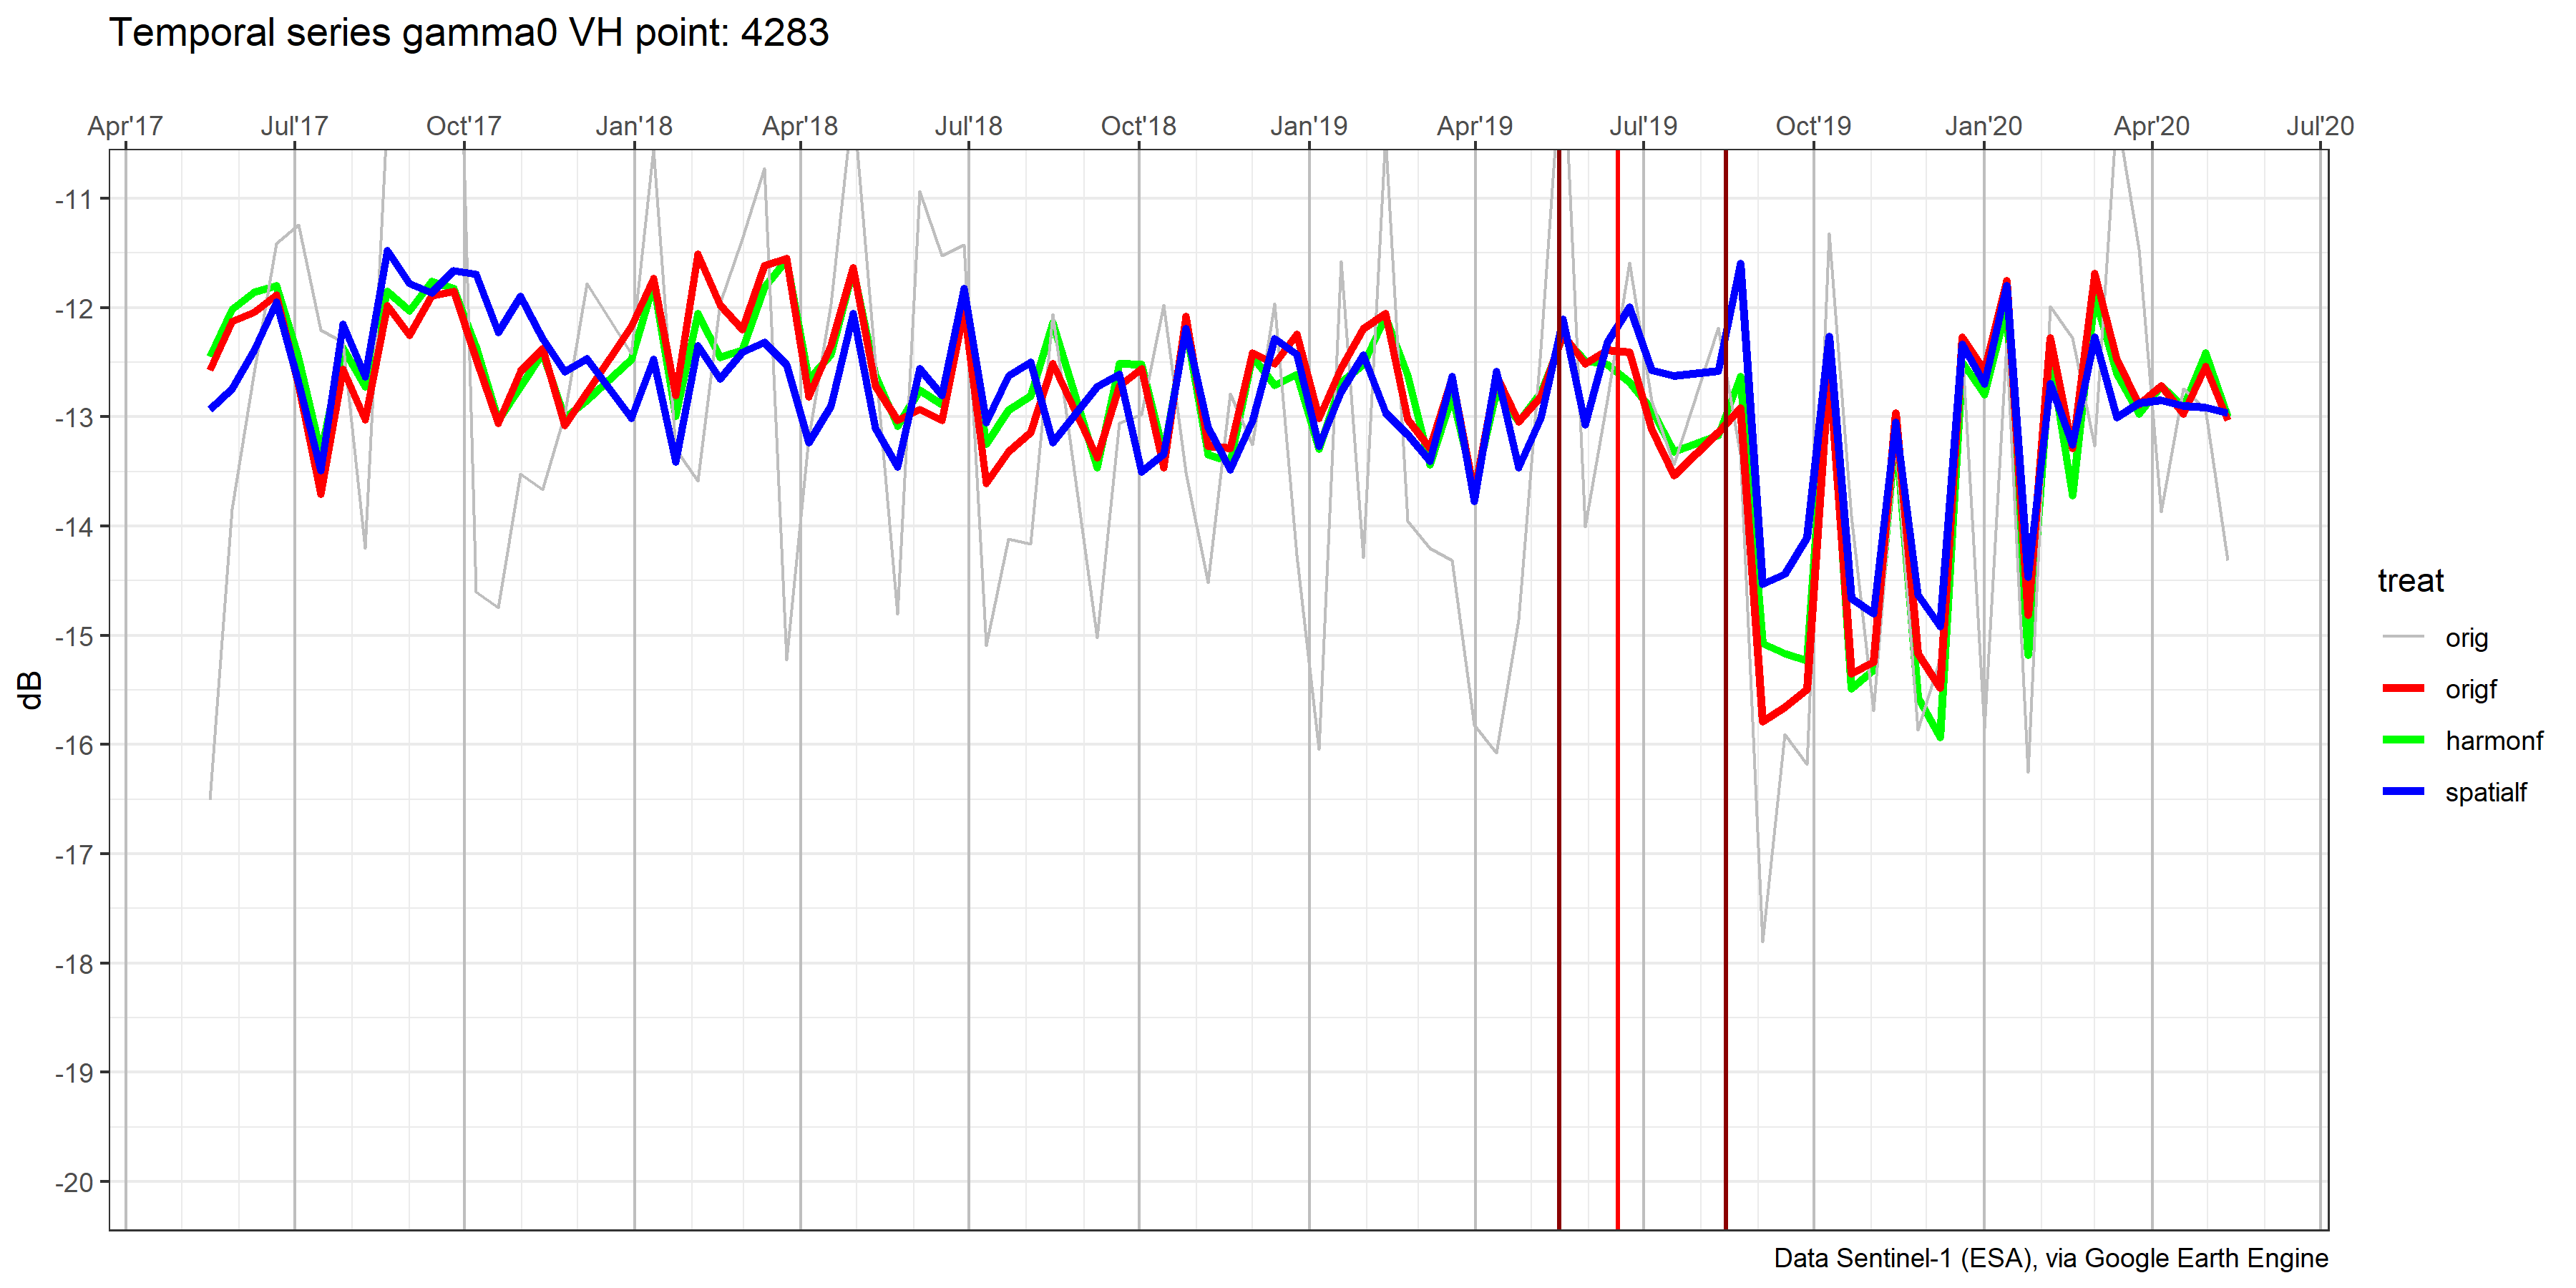 Temporal series gamma0 VH point: 4283
Apr'17 Jul'17 Oct'17 Jan'18 Apr'18 Jul'18 Oct'18 Jan'19 Apr'19 Jul'19 Oct'19 Jan'20 Apr'20 Jul'20
-11
-12
-13
-14
-15
-16
-17
-18
-19
-20
dB
treat
orig
origf
harmonf
spatialf
Data Sentinel-1 (ESA), via Google Earth Engine